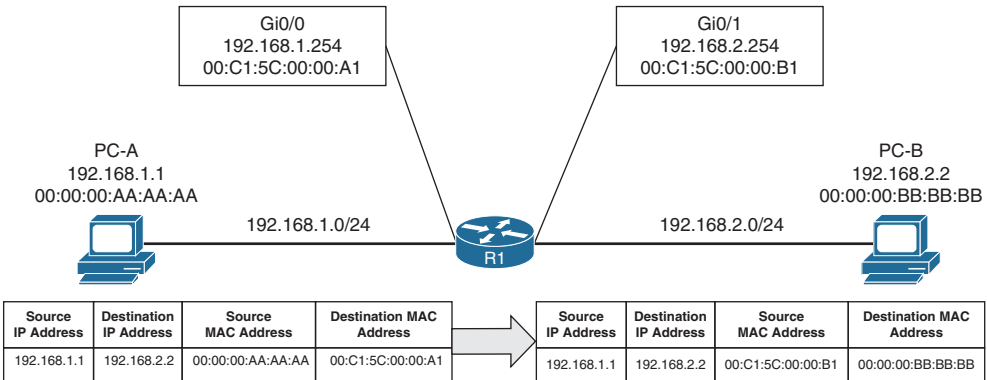 Gi0/0
192.168.1.254
00:C1:5C:00:00:A1
Gi0/1
192.168.2.254
00:C1:5C:00:00:B1
PC-A
192.168.1.1
00:00:00:AA:AA:AA
PC-B
192.168.2.2
00:00:00:BB:BB:BB
192.168.1.0/24
192.168.2.0/24
R1
Source IP Address Destination IP Address Source MAC Address Destination MAC Address
192.168.1.1 192.168.2.2 00:00:00:AA:AA:AA 00:C1:5C:00:00:A1
Source IP Address Destination IP Address Source MAC Address Destination MAC Address
192.168.1.1 192.168.2.2 00:C1:5C:00:00:B1 00:00:00:BB:BB:BB